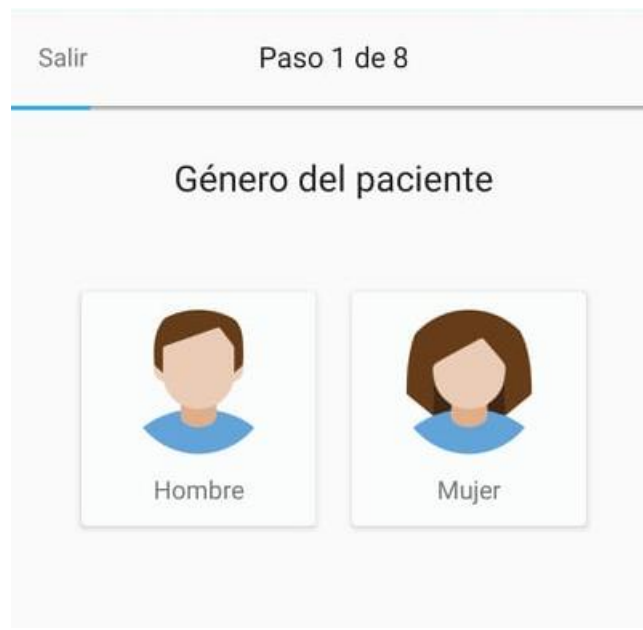 Salir
Paso 1 de 8
Género del paciente
Hombre
Mujer